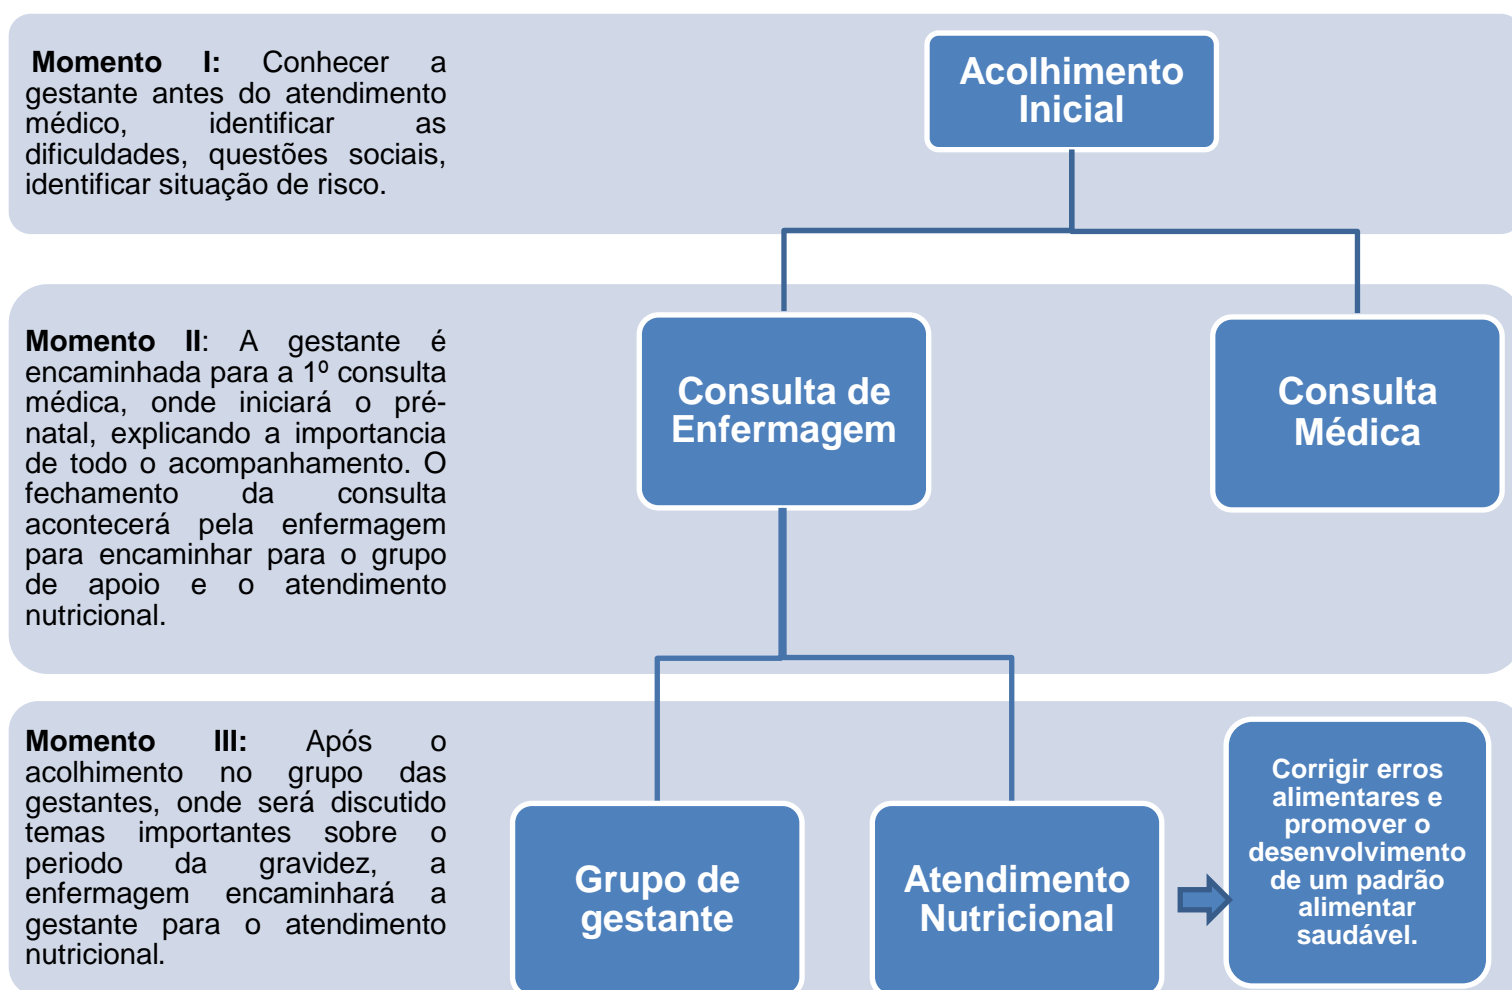 Momento I: Conhecer a
gestante antes do atendimento
médico, identificar as
dificuldades, questões sociais,
identificar situação de risco.
Acolhimento
Inicial
Momento II: A gestante é
encaminhada para a 1º consulta
médica, onde iniciará o pré-
natal, explicando a importancia
de todo o acompanhamento. O
fechamento da consulta
acontecerá pela enfermagem
para encaminhar para o grupo
de apoio e o atendimento
nutricional.
Consulta de
Enfermagem
Consulta
Médica
Momento III: Após o
acolhimento no grupo das
gestantes, onde será discutido
temas importantes sobre o
periodo da gravidez, a
enfermagem encaminhará a
gestante para o atendimento
nutricional.
Grupo de
gestante
Atendimento
Nutricional
Corrigir erros
alimentares e
promover o
desenvolvimento
de um padrão
alimentar
saudável.